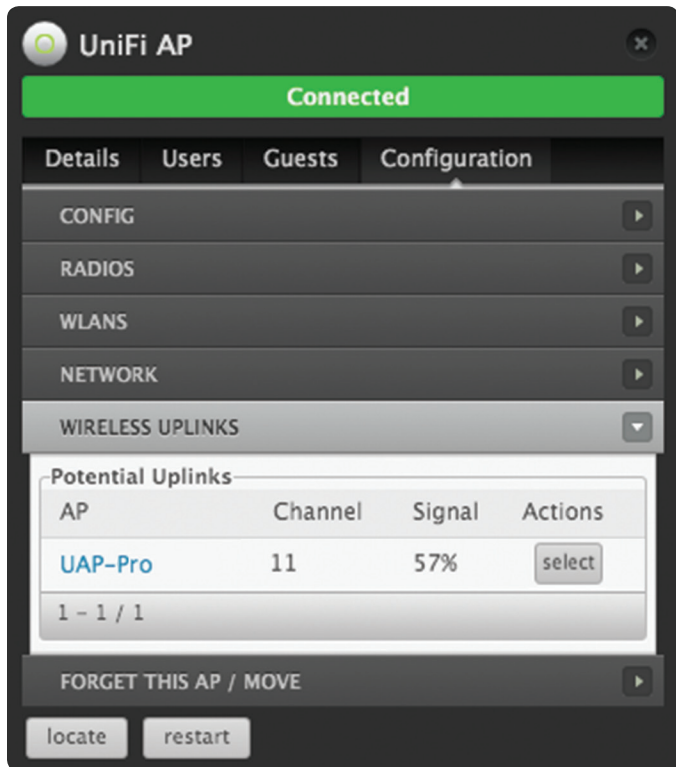 UniFi AP
Connected
Details Users Guests Configuration
CONFIG
RADIOS
WLANS
NETWORK
WIRELESS UPLINKS
Potential Uplinks
AP Channel Signal Actions
UAP-Pro 11 57% select
1 - 1 / 1
FORGET THIS AP / MOVE
locate restart